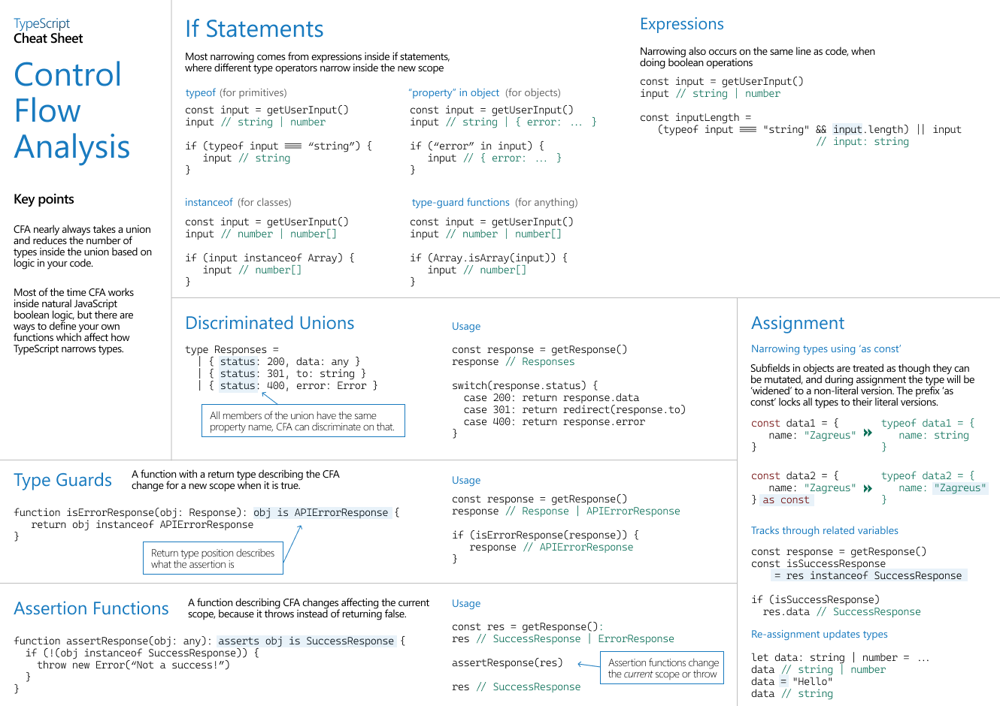 TypeScript
Cheat Sheet
Control
Flow
Analysis
Key points
CFA nearly always takes a union
and reduces the number of
types inside the union based on
logic in your code.
Most of the time CFA works
inside natural JavaScript
boolean logic, but there are
ways to define your own
functions which affect how
TypeScript narrows types.
If Statements
Most narrowing comes from expressions inside if statements,
where different type operators narrow inside the new scope
typeof (for primitives)
const input = getUserInput()
input // string | number
if (typeof input === “string”) {
input // string
}
“property” in object (for objects)
const input = getUserInput()
input // string | { error: ... }
if (“error” in input) {
input // { error: ... }
}
instanceof (for classes)
const input = getUserInput()
input // number | number[]
if (input instanceof Array) {
input // number[]
}
type-guard functions (for anything)
const input = getUserInput()
input // number | number[]
if (Array.isArray(input)) {
input // number[]
}
Expressions
Narrowing also occurs on the same line as code, when
doing boolean operations
const input = getUserInput()
input // string | number
const inputLength =
(typeof input === "string" && input.length) || input
// input: string
Discriminated Unions
type Responses =
| { status: 200, data: any }
| { status: 301, to: string }
| { status: 400, error: Error }
All members of the union have the same
property name, CFA can discriminate on that.
Usage
const response = getResponse()
response // Responses
switch(response.status) {
case 200: return response.data
case 301: return redirect(response.to)
case 400: return response.error
}
Type Guards
A function with a return type describing the CFA
change for a new scope when it is true.
function isErrorResponse(obj: Response): obj is APIErrorResponse {
return obj instanceof APIErrorResponse
}
Return type position describes
what the assertion is
Usage
const response = getResponse()
response // Response | APIErrorResponse
if (isErrorResponse(response)) {
response // APIErrorResponse
}
Assertion Functions
A function describing CFA changes affecting the current
scope, because it throws instead of returning false.
function assertResponse(obj: any): asserts obj is SuccessResponse {
if (!(obj instanceof SuccessResponse)) {
throw new Error(“Not a success!”)
}
}
Usage
const res = getResponse():
res // SuccessResponse | ErrorResponse
assertResponse(res)
res // SuccessResponse
Assertion functions change
the current scope or throw
Assignment
Narrowing types using ‘as const’
Subfields in objects are treated as though they can
be mutated, and during assignment the type will be
‘widened’ to a non-literal version. The prefix ‘as
const’ locks all types to their literal versions.
const data1 = {
name: "Zagreus"
}
typeof data1 = {
name: string
}
const data2 = {
name: "Zagreus"
} as const
typeof data2 = {
name: "Zagreus"
}
Tracks through related variables
const response = getResponse()
const isSuccessResponse
= res instanceof SuccessResponse
if (isSuccessResponse)
res.data // SuccessResponse
Re-assignment updates types
let data: string | number = ...
data // string | number
data = "Hello"
data // string